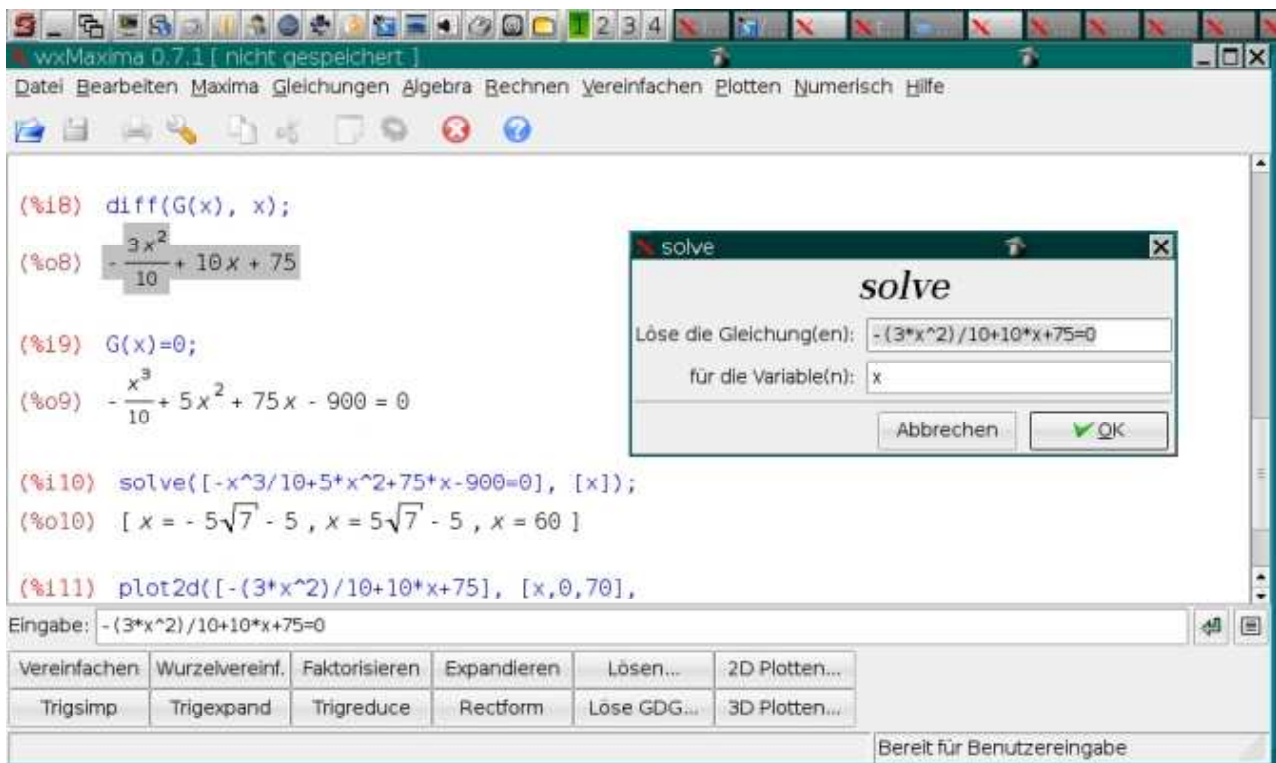 1 2 3 4
wxMaxima 0.7.1 [ nicht gespeichert ]
Datei Bearbeiten Maxima Gleichungen Algebra Rechnen Vereinfachen Plotten Numerisch Hilfe
(%i8) diff(G(x), x);
(%o8) - 3x²/10 + 10x + 75
(%i9) G(x)=0;
(%o9) - x³/10 + 5x² + 75x - 900 = 0
(%i10) solve([-x^3/10+5*x^2+75*x-900=0], [x]);
(%o10) [ x = - 5√7 - 5 , x = 5√7 - 5 , x = 60 ]
(%i11) plot2d([-(3*x^2)/10+10*x+75], [x,0,70],
solve
solve
Löse die Gleichung(en): -(3*x^2)/10+10*x+75=0
für die Variable(n): x
Abbrechen OK
Eingabe: -(3*x^2)/10+10*x+75=0
Vereinfachen Wurzelvereinf. Faktorisieren Expandieren Lösen... 2D Plotten...
Trigsimp Trigexpand Trigreduce Rectform Löse GDG... 3D Plotten...
Bereit für Benutzereingabe